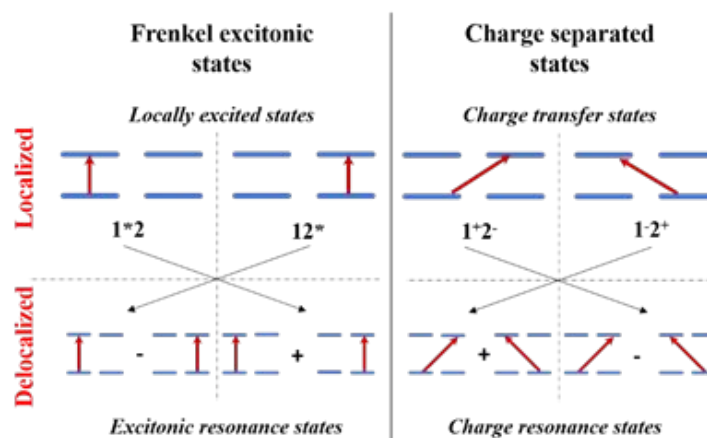 Frenkel excitonic
states
Charge separated
states
Locally excited states
Charge transfer states
Localized
1*2
12*
1+2-
1-2+
Delocalized
-
+
+
-
Excitonic resonance states
Charge resonance states